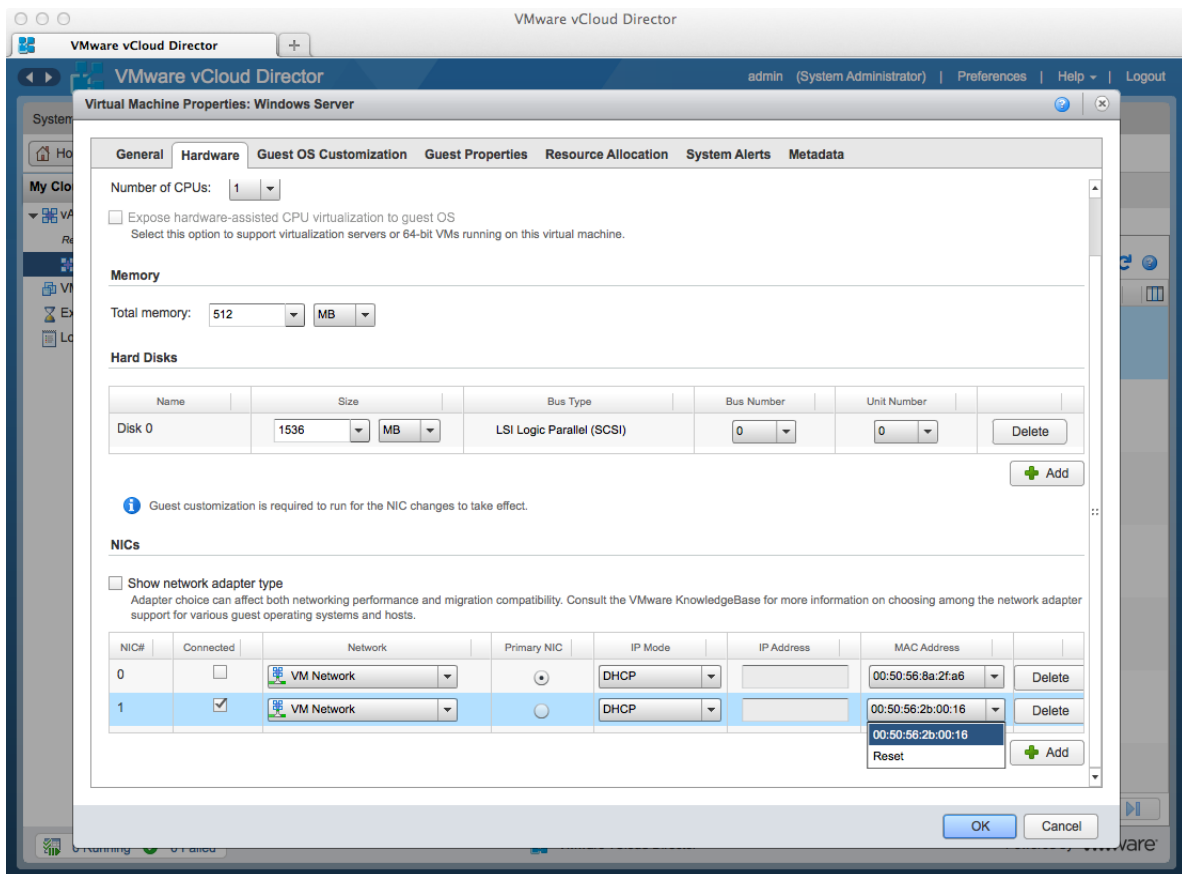 VMware vCloud Director
VMware vCloud Director
VMware vCloud Director
admin (System Administrator) | Preferences | Help | Logout
Virtual Machine Properties: Windows Server
System
Ho
General Hardware Guest OS Customization Guest Properties Resource Allocation System Alerts Metadata
My Clo
Number of CPUs: 1
vA
Expose hardware-assisted CPU virtualization to guest OS
Select this option to support virtualization servers or 64-bit VMs running on this virtual machine.
Re
Memory
VM
Ex
Total memory: 512 MB
Lo
Hard Disks
Name Size Bus Type Bus Number Unit Number
Disk 0 1536 MB LSI Logic Parallel (SCSI) 0 0 Delete
Add
Guest customization is required to run for the NIC changes to take effect.
NICs
Show network adapter type
Adapter choice can affect both networking performance and migration compatibility. Consult the VMware KnowledgeBase for more information on choosing among the network adapter
support for various guest operating systems and hosts.
NIC# Connected Network Primary NIC IP Mode IP Address MAC Address
0 VM Network DHCP 00:50:56:8a:2f:a6 Delete
1 VM Network DHCP 00:50:56:2b:00:16 Delete
00:50:56:2b:00:16
Reset
Add
OK Cancel